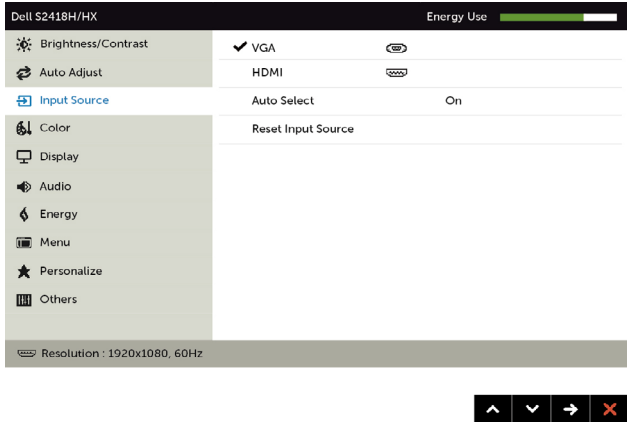 Dell S2418H/HX Energy Use
Brightness/Contrast
Auto Adjust
Input Source
Color
Display
Audio
Energy
Menu
Personalize
Others
VGA
HDMI
Auto Select On
Reset Input Source
Resolution : 1920x1080, 60Hz